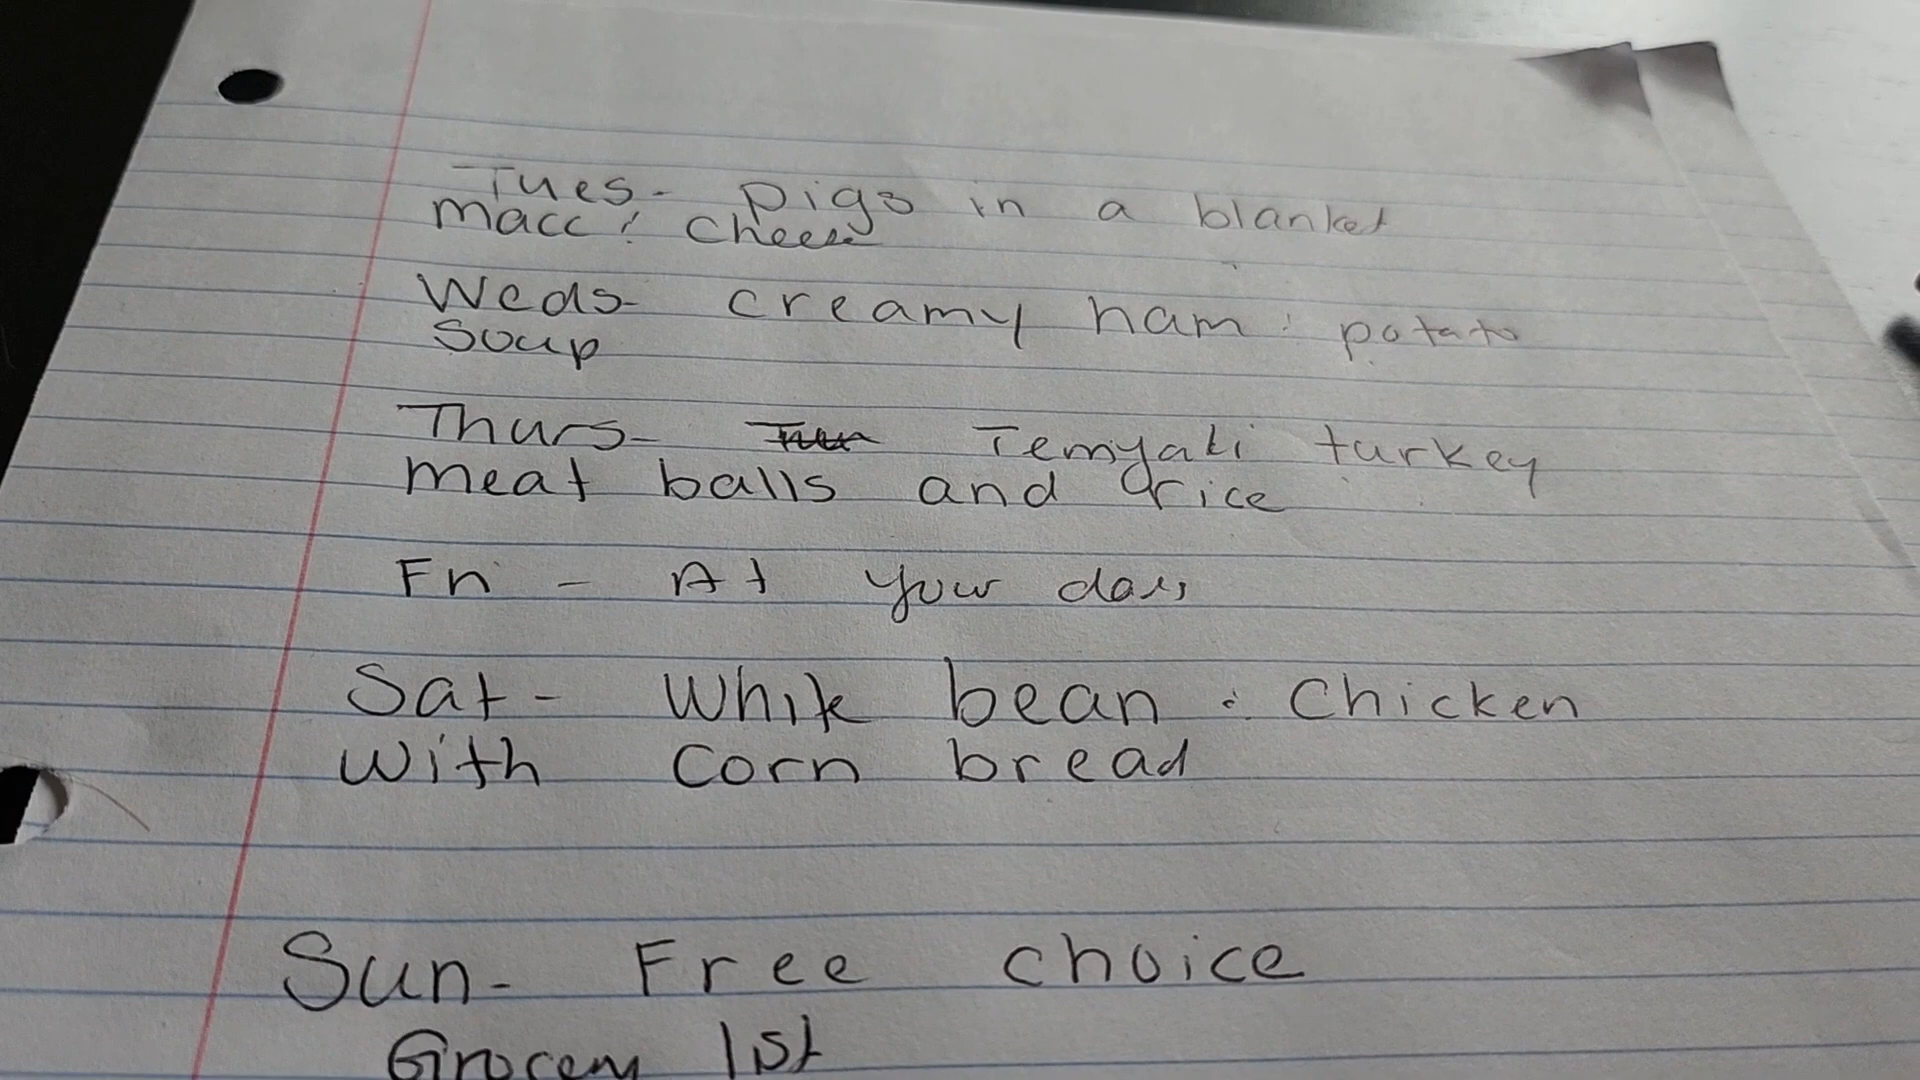 Tues- pigs in a blanket
macc & cheese
Weds- creamy ham & potato
soup
Thurs- Teriyaki turkey
meat balls and rice
Fri - At your dads
Sat- White bean & Chicken
with corn bread
Sun- Free choice
Grocery list